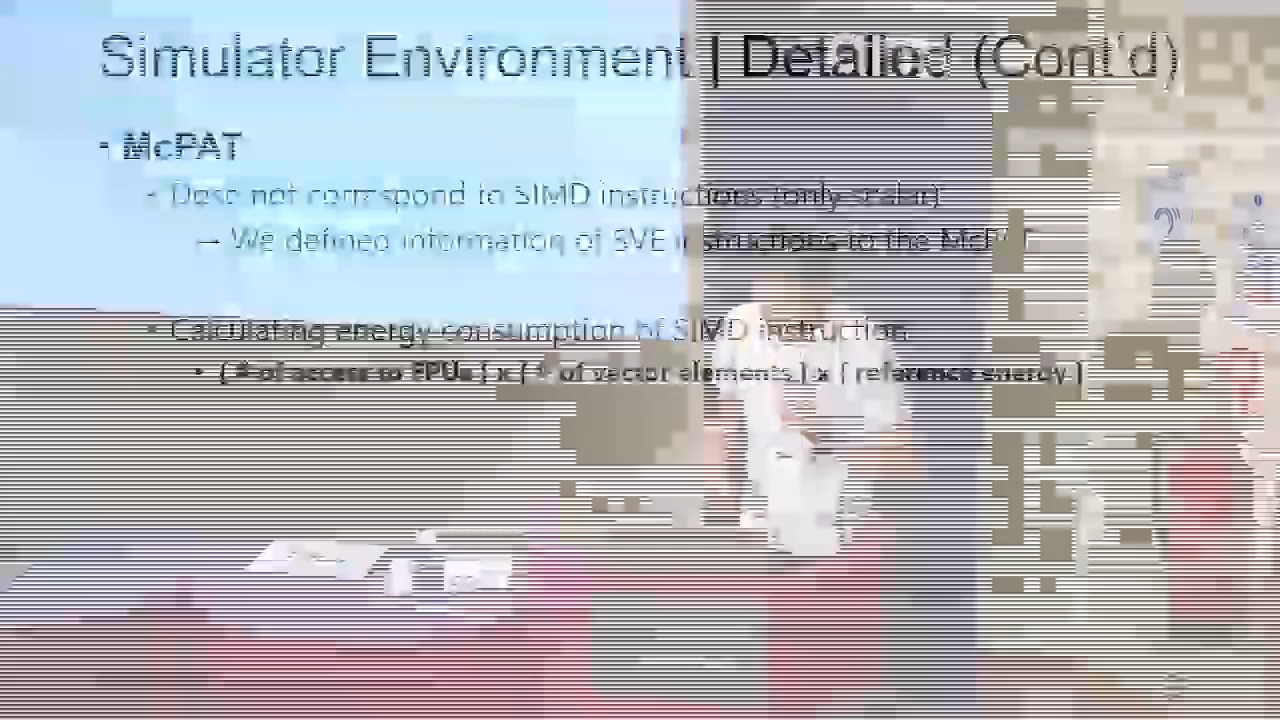 Simulator Environment | Detailed (Cont'd)
• McPAT
• Does not correspond to SIMD instructions (only scalar)
→ We defined information of SVE instructions to the McPAT
• Calculating energy consumption of SIMD instruction
• ( # of access to FPUs ) x ( # of vector elements ) x ( reference energy )